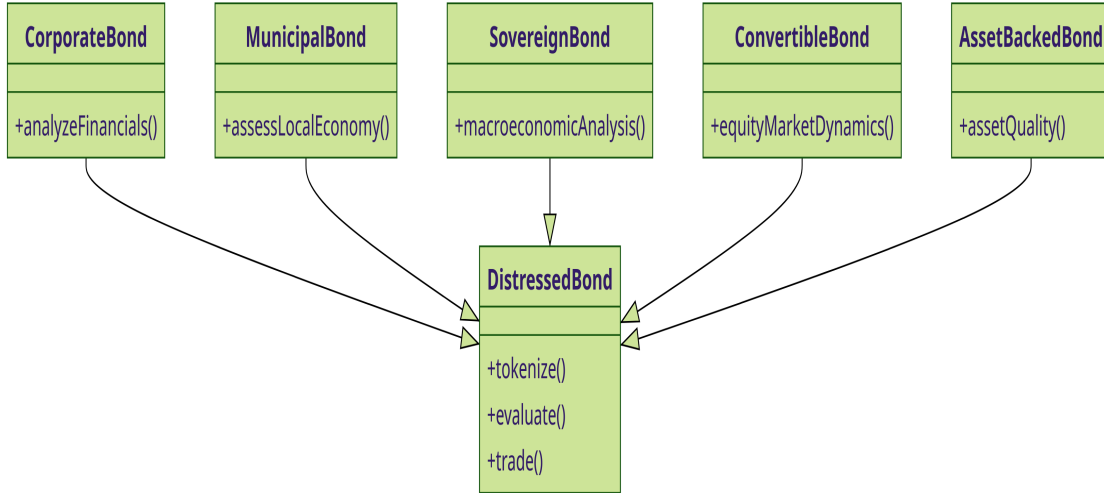 CorporateBond
+analyzeFinancials()
MunicipalBond
+assessLocalEconomy()
SovereignBond
+macroeconomicAnalysis()
ConvertibleBond
+equityMarketDynamics()
AssetBackedBond
+assetQuality()
DistressedBond
+tokenize()
+evaluate()
+trade()